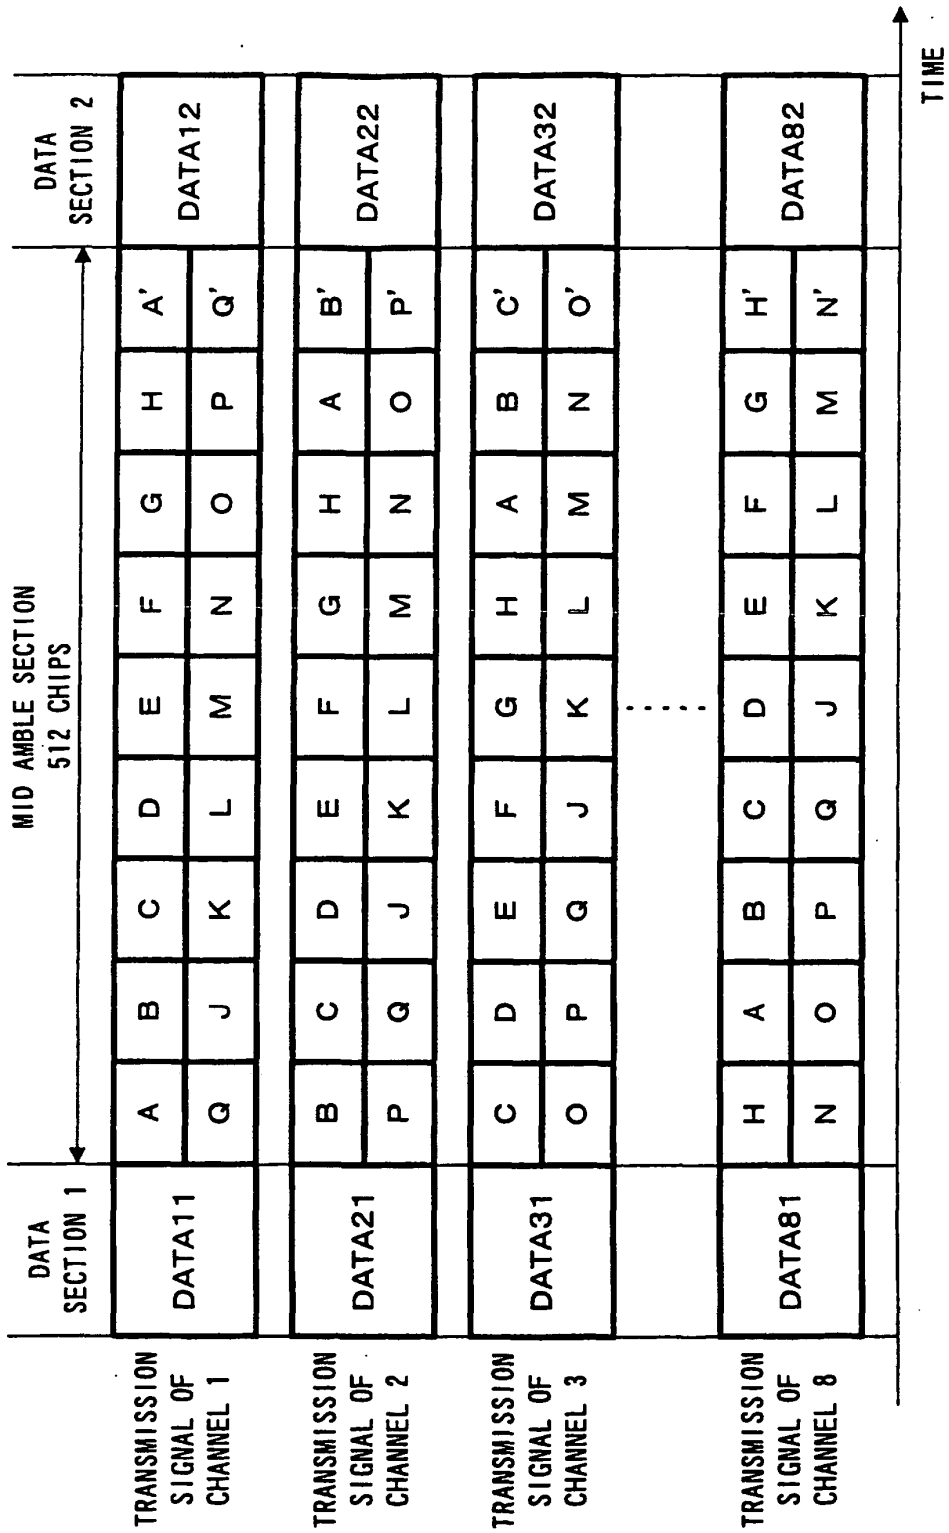 DATA
SECTION 1
MID AMBLE SECTION
512 CHIPS
DATA
SECTION 2
TRANSMISSION
SIGNAL OF
CHANNEL 1
DATA11
A B C D E F G H A'
Q J K L M N O P Q'
DATA12
TRANSMISSION
SIGNAL OF
CHANNEL 2
DATA21
B C D E F G H A B'
P Q J K L M N O P'
DATA22
TRANSMISSION
SIGNAL OF
CHANNEL 3
DATA31
C D E F G H A B C'
O P Q J K L M N O'
DATA32
TRANSMISSION
SIGNAL OF
CHANNEL 8
DATA81
H A B C D E F G H'
N O P Q J K L M N'
DATA82
TIME